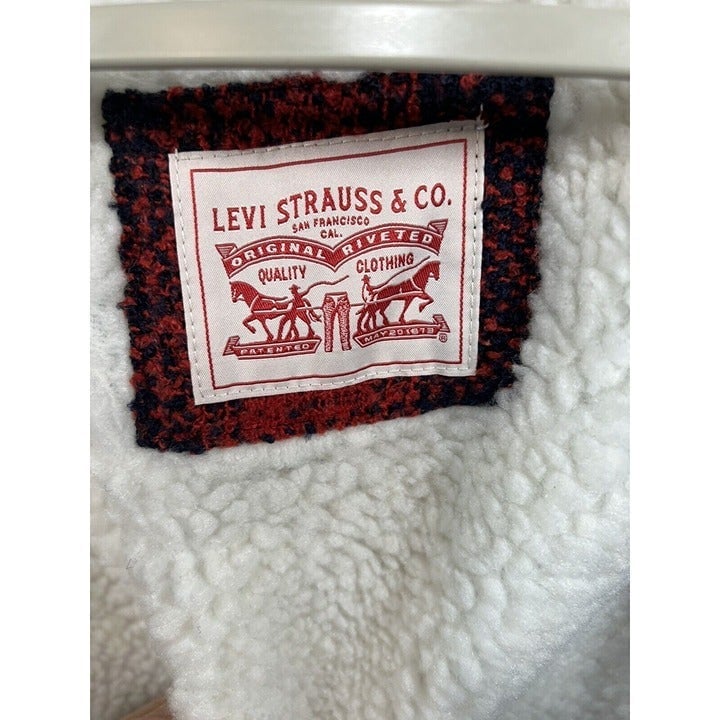 LEVI STRAUSS & CO.
SAN FRANCISCO
CAL.
ORIGINAL RIVETED
QUALITY CLOTHING
PATENTED MAY 20 1873
®